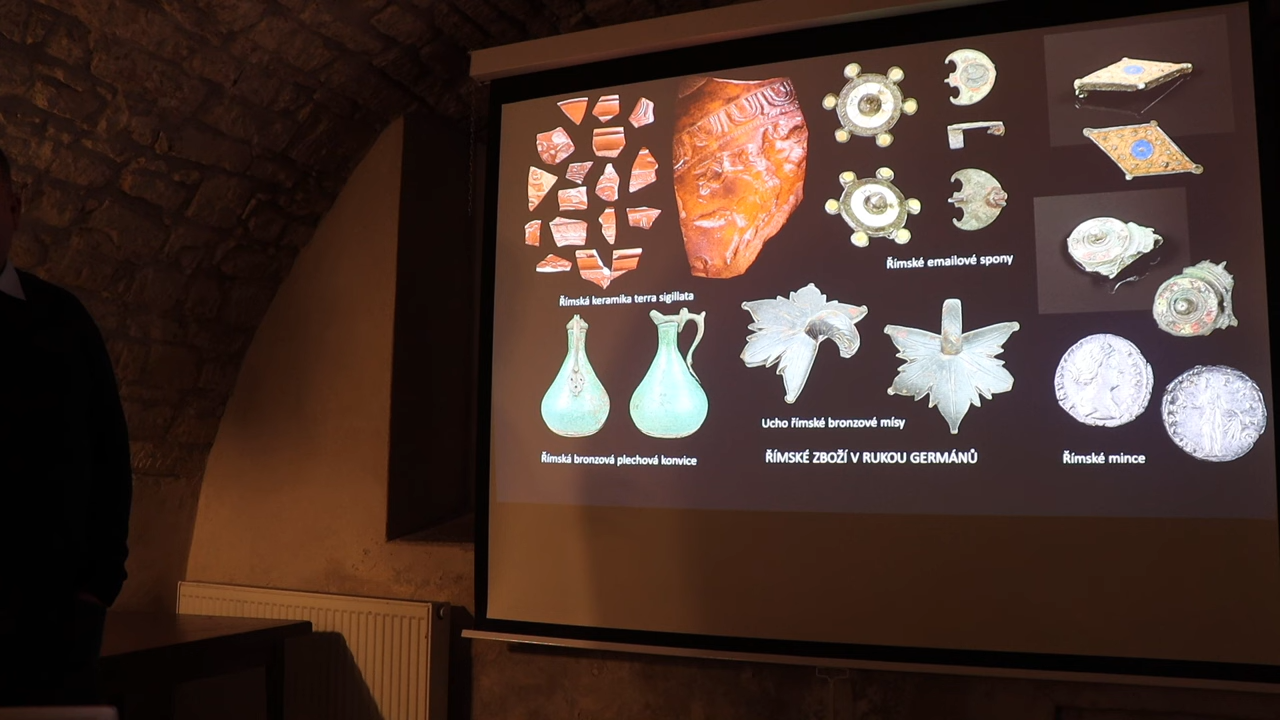 Římské emailové spony
Římská keramika terra sigillata
Ucho římské bronzové mísy
Římská bronzová plechová konvice
ŘÍMSKÉ ZBOŽÍ V RUKOU GERMÁNŮ
Římské mince